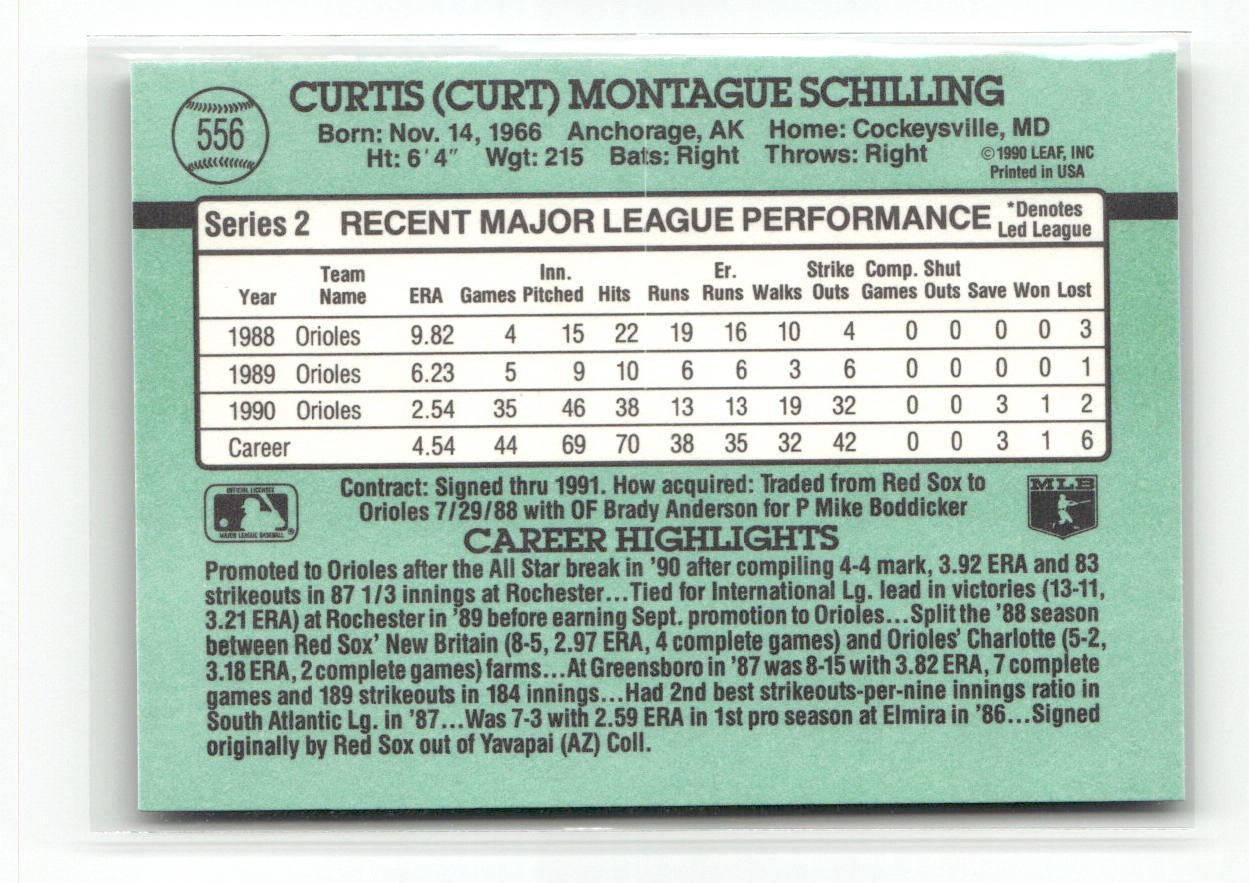 556
CURTIS (CURT) MONTAGUE SCHILLING
Born: Nov. 14, 1966 Anchorage, AK Home: Cockeysville, MD
Ht: 6'4" Wgt: 215 Bats: Right Throws: Right
©1990 LEAF, INC
Printed in USA
Series 2 RECENT MAJOR LEAGUE PERFORMANCE *Denotes Led League
Year Team Name ERA Games Inn. Pitched Hits Runs Er. Runs Walks Strike Outs Comp. Games Shut Outs Save Won Lost
1988 Orioles 9.82 4 15 22 19 16 10 4 0 0 0 0 3
1989 Orioles 6.23 5 9 10 6 6 3 6 0 0 0 0 1
1990 Orioles 2.54 35 46 38 13 13 19 32 0 0 3 1 2
Career 4.54 44 69 70 38 35 32 42 0 0 3 1 6
OFFICIAL LICENSEE
MAJOR LEAGUE BASEBALL ®
Contract: Signed thru 1991. How acquired: Traded from Red Sox to
Orioles 7/29/88 with OF Brady Anderson for P Mike Boddicker
MLB
CAREER HIGHLIGHTS
Promoted to Orioles after the All Star break in '90 after compiling 4-4 mark, 3.92 ERA and 83
strikeouts in 87 1/3 innings at Rochester...Tied for International Lg. lead in victories (13-11,
3.21 ERA) at Rochester in '89 before earning Sept. promotion to Orioles...Split the '88 season
between Red Sox' New Britain (8-5, 2.97 ERA, 4 complete games) and Orioles' Charlotte (5-2,
3.18 ERA, 2 complete games) farms...At Greensboro in '87 was 8-15 with 3.82 ERA, 7 complete
games and 189 strikeouts in 184 innings...Had 2nd best strikeouts-per-nine innings ratio in
South Atlantic Lg. in '87...Was 7-3 with 2.59 ERA in 1st pro season at Elmira in '86...Signed
originally by Red Sox out of Yavapai (AZ) Coll.